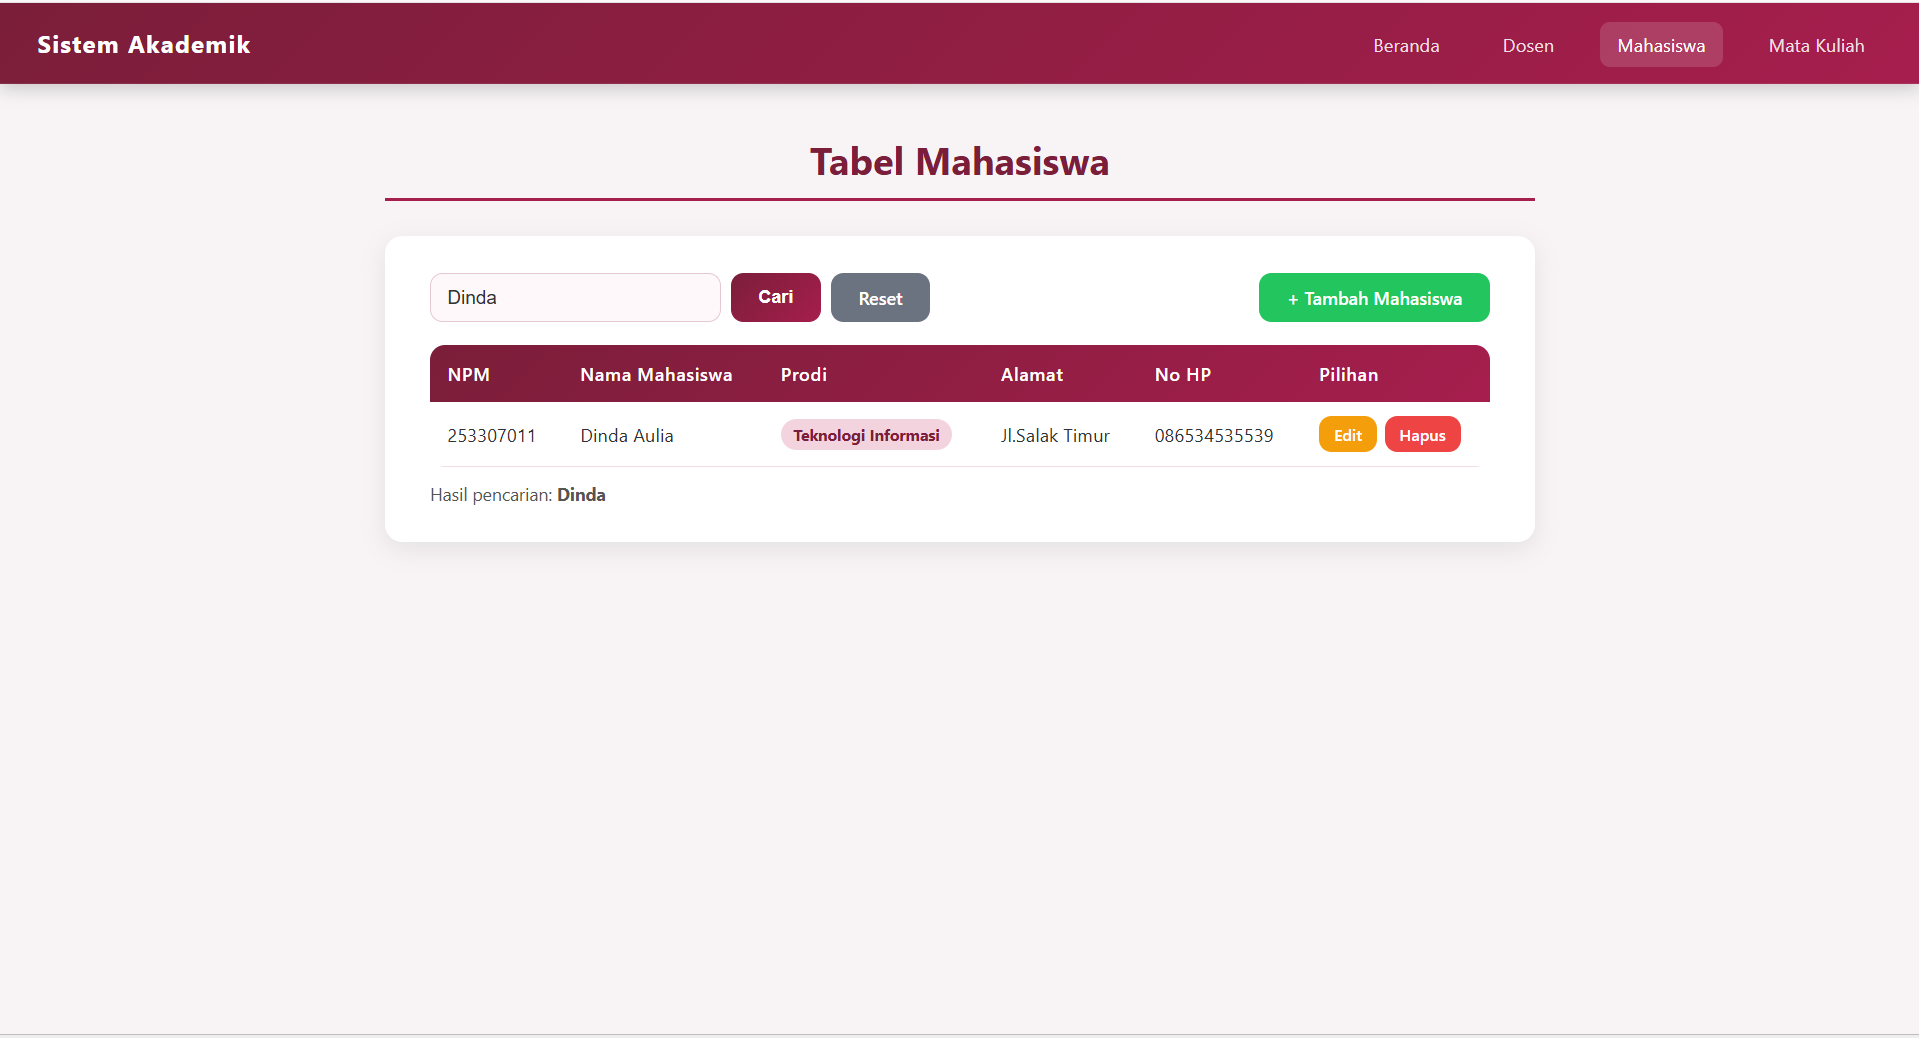 Sistem Akademik Beranda Dosen Mahasiswa Mata Kuliah
Tabel Mahasiswa
Dinda Cari Reset + Tambah Mahasiswa
NPM Nama Mahasiswa Prodi Alamat No HP Pilihan
253307011 Dinda Aulia Teknologi Informasi Jl.Salak Timur 086534535539 Edit Hapus
Hasil pencarian: Dinda